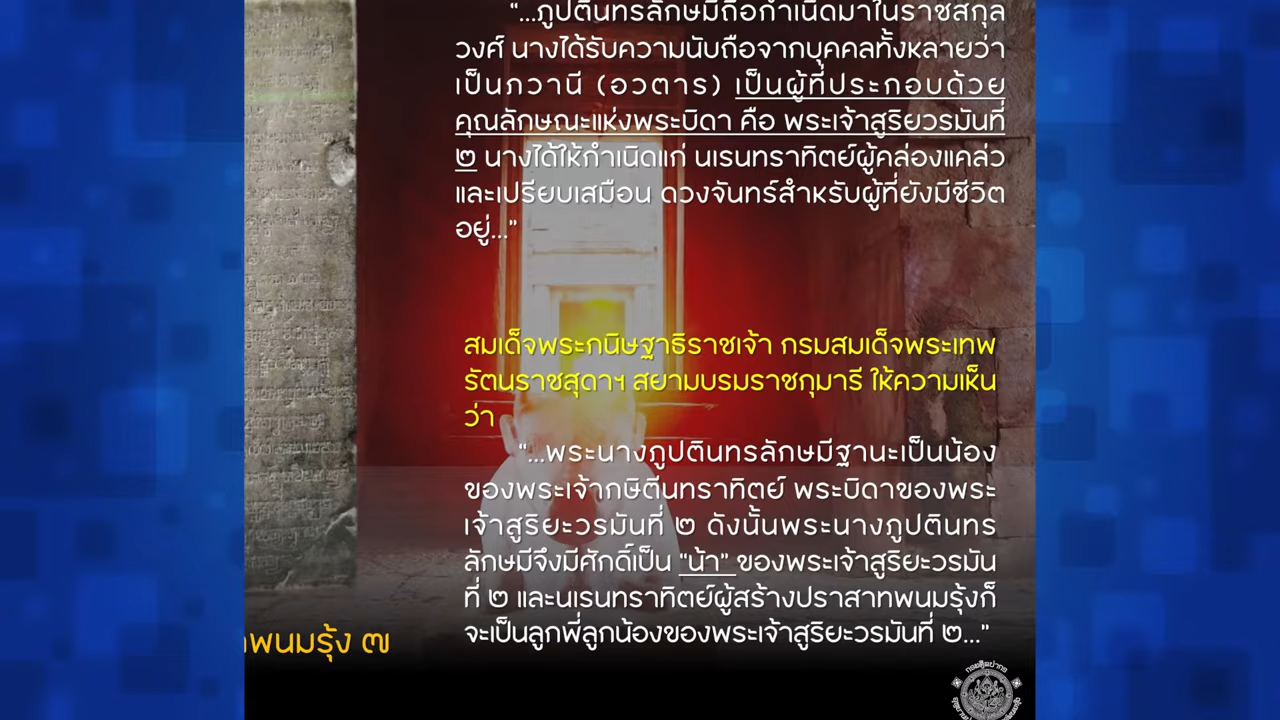 “...ภูปตินทรลักษมีถือกำเนิดมาในราชสกุล
วงศ์ นางได้รับความนับถือจากบุคคลทั้งหลายว่า
เป็นภวานี (อวตาร) เป็นผู้ที่ประกอบด้วย
คุณลักษณะแห่งพระบิดา คือ พระเจ้าสูริยวรมันที่
๒ นางได้ให้กำเนิดแก่ นเรนทราทิตย์ผู้คล่องแคล่ว
และเปรียบเสมือน ดวงจันทร์สำหรับผู้ที่ยังมีชีวิต
อยู่...”
สมเด็จพระกนิษฐาธิราชเจ้า กรมสมเด็จพระเทพ
รัตนราชสุดาฯ สยามบรมราชกุมารี ให้ความเห็น
ว่า
“...พระนางภูปตินทรลักษมีฐานะเป็นน้อง
ของพระเจ้ากษิตีนทราทิตย์ พระบิดาของพระ
เจ้าสูริยะวรมันที่ ๒ ดังนั้นพระนางภูปตินทร
ลักษมีจึงมีศักดิ์เป็น “น้า” ของพระเจ้าสูริยะวรมัน
ที่ ๒ และนเรนทราทิตย์ผู้สร้างปราสาทพนมรุ้งก็
จะเป็นลูกพี่ลูกน้องของพระเจ้าสูริยะวรมันที่ ๒...”
พนมรุ้ง ๗
กรมศิลปากร